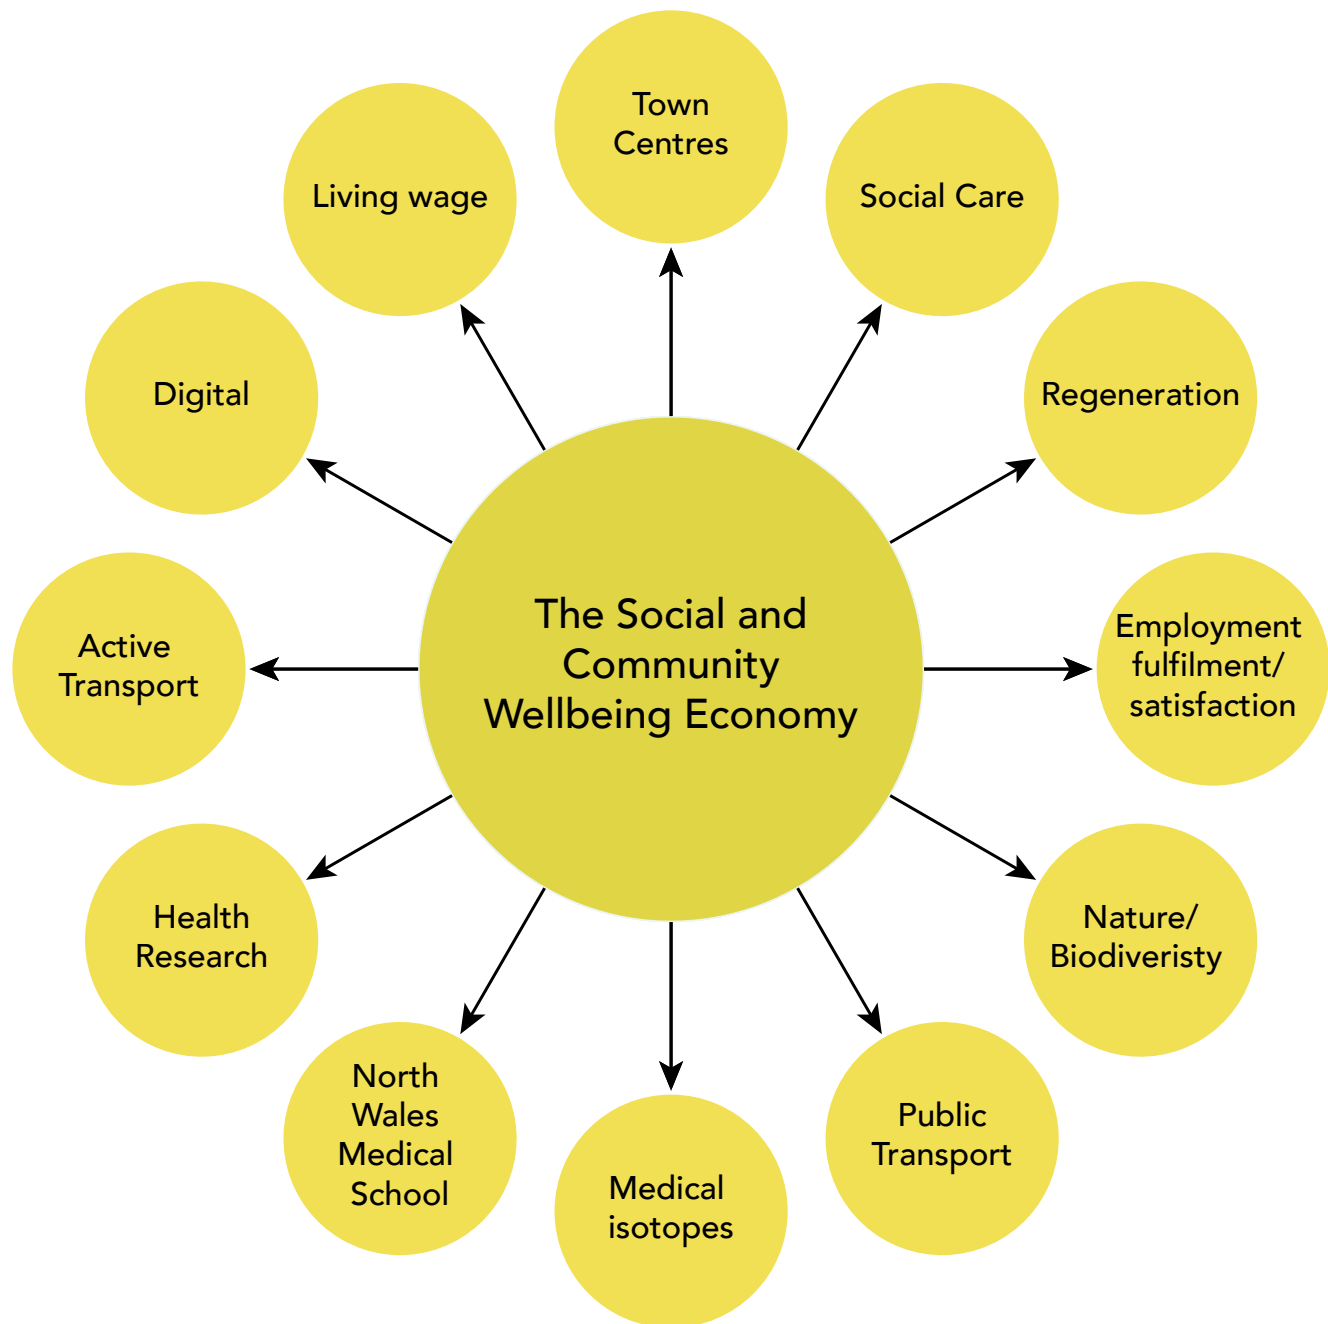 Town
Centres
Social Care
Regeneration
Employment
fulfilment/
satisfaction
Nature/
Biodiveristy
Public
Transport
Medical
isotopes
North
Wales
Medical
School
Health
Research
Active
Transport
Digital
Living wage
The Social and
Community
Wellbeing Economy